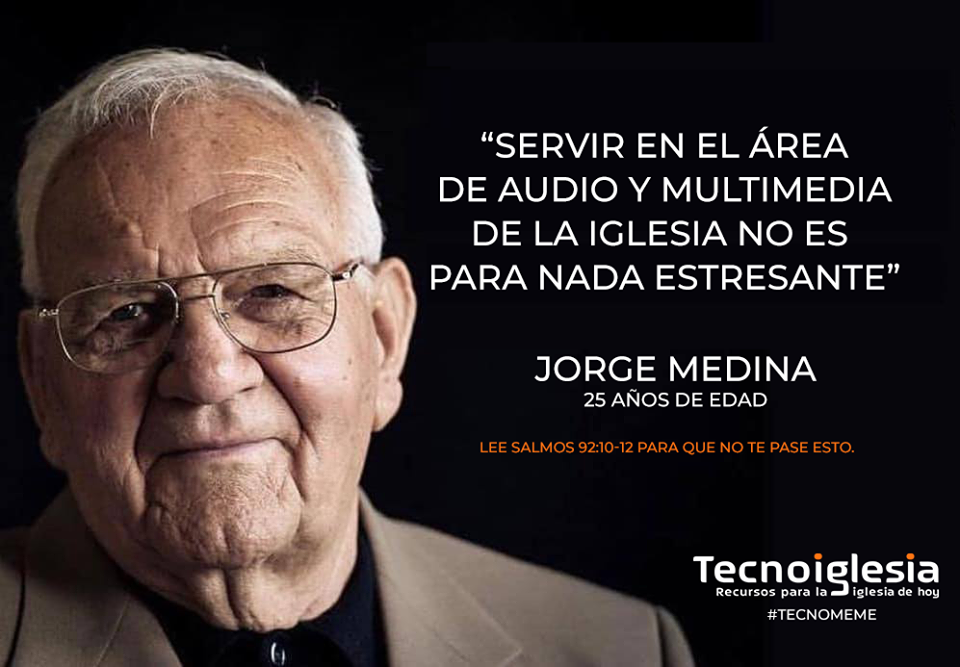 “SERVIR EN EL ÁREA
DE AUDIO Y MULTIMEDIA
DE LA IGLESIA NO ES
PARA NADA ESTRESANTE”
JORGE MEDINA
25 AÑOS DE EDAD
LEE SALMOS 92:10-12 PARA QUE NO TE PASE ESTO.
Tecnoiglesia
Recursos para la iglesia de hoy
#TECNOMEME